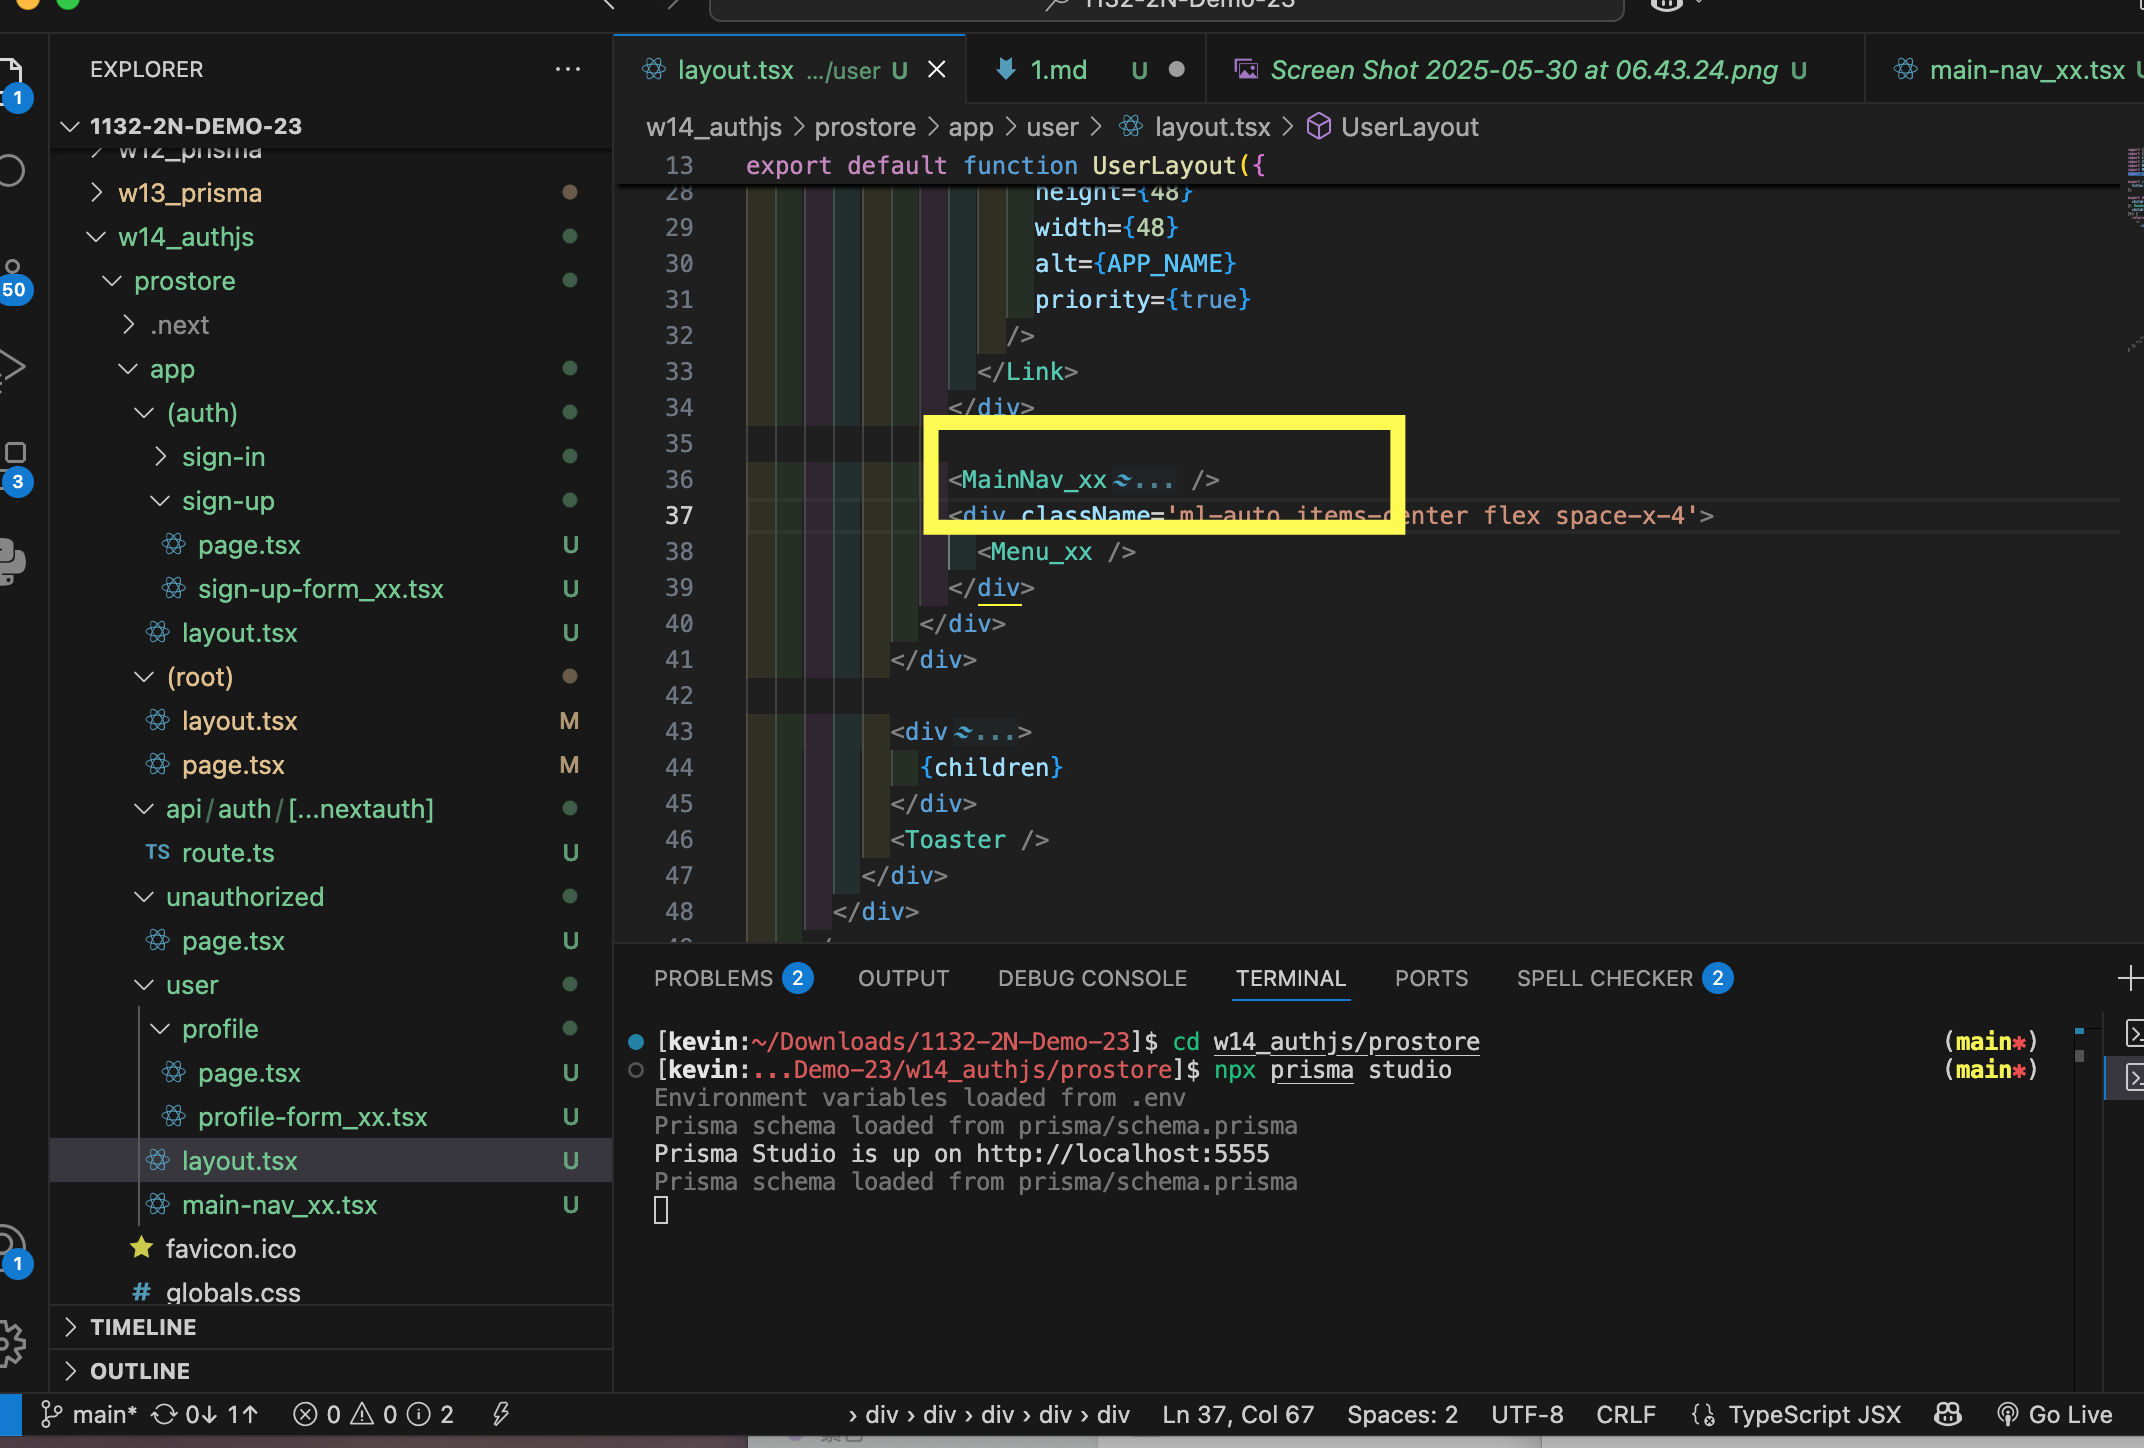 1132-2N-Demo-23
EXPLORER
1132-2N-DEMO-23
w12_prisma
w13_prisma
w14_authjs
prostore
.next
app
(auth)
sign-in
sign-up
page.tsx U
sign-up-form_xx.tsx U
layout.tsx U
(root)
layout.tsx M
page.tsx M
api/auth/[...nextauth]
TS route.ts U
unauthorized
page.tsx U
user
profile
page.tsx U
profile-form_xx.tsx U
layout.tsx U
main-nav_xx.tsx U
favicon.ico
# globals.css
TIMELINE
OUTLINE
1
50
3
1
layout.tsx .../user U
1.md U
Screen Shot 2025-05-30 at 06.43.24.png U
main-nav_xx.tsx U
w14_authjs > prostore > app > user > layout.tsx > UserLayout
13 export default function UserLayout({
28 height={48}
29 width={48}
30 alt={APP_NAME}
31 priority={true}
32 />
33 </Link>
34 </div>
35
36 <MainNav_xx ... />
37 <div className='ml-auto items-center flex space-x-4'>
38 <Menu_xx />
39 </div>
40 </div>
41 </div>
42
43 <div ...>
44 {children}
45 </div>
46 <Toaster />
47 </div>
48 </div>
PROBLEMS 2 OUTPUT DEBUG CONSOLE TERMINAL PORTS SPELL CHECKER 2
[kevin:~/Downloads/1132-2N-Demo-23]$ cd w14_authjs/prostore (main*)
[kevin:...Demo-23/w14_authjs/prostore]$ npx prisma studio (main*)
Environment variables loaded from .env
Prisma schema loaded from prisma/schema.prisma
Prisma Studio is up on http://localhost:5555
Prisma schema loaded from prisma/schema.prisma
main* 0↓ 1↑ 0 0 2 › div › div › div › div › div Ln 37, Col 67 Spaces: 2 UTF-8 CRLF TypeScript JSX Go Live